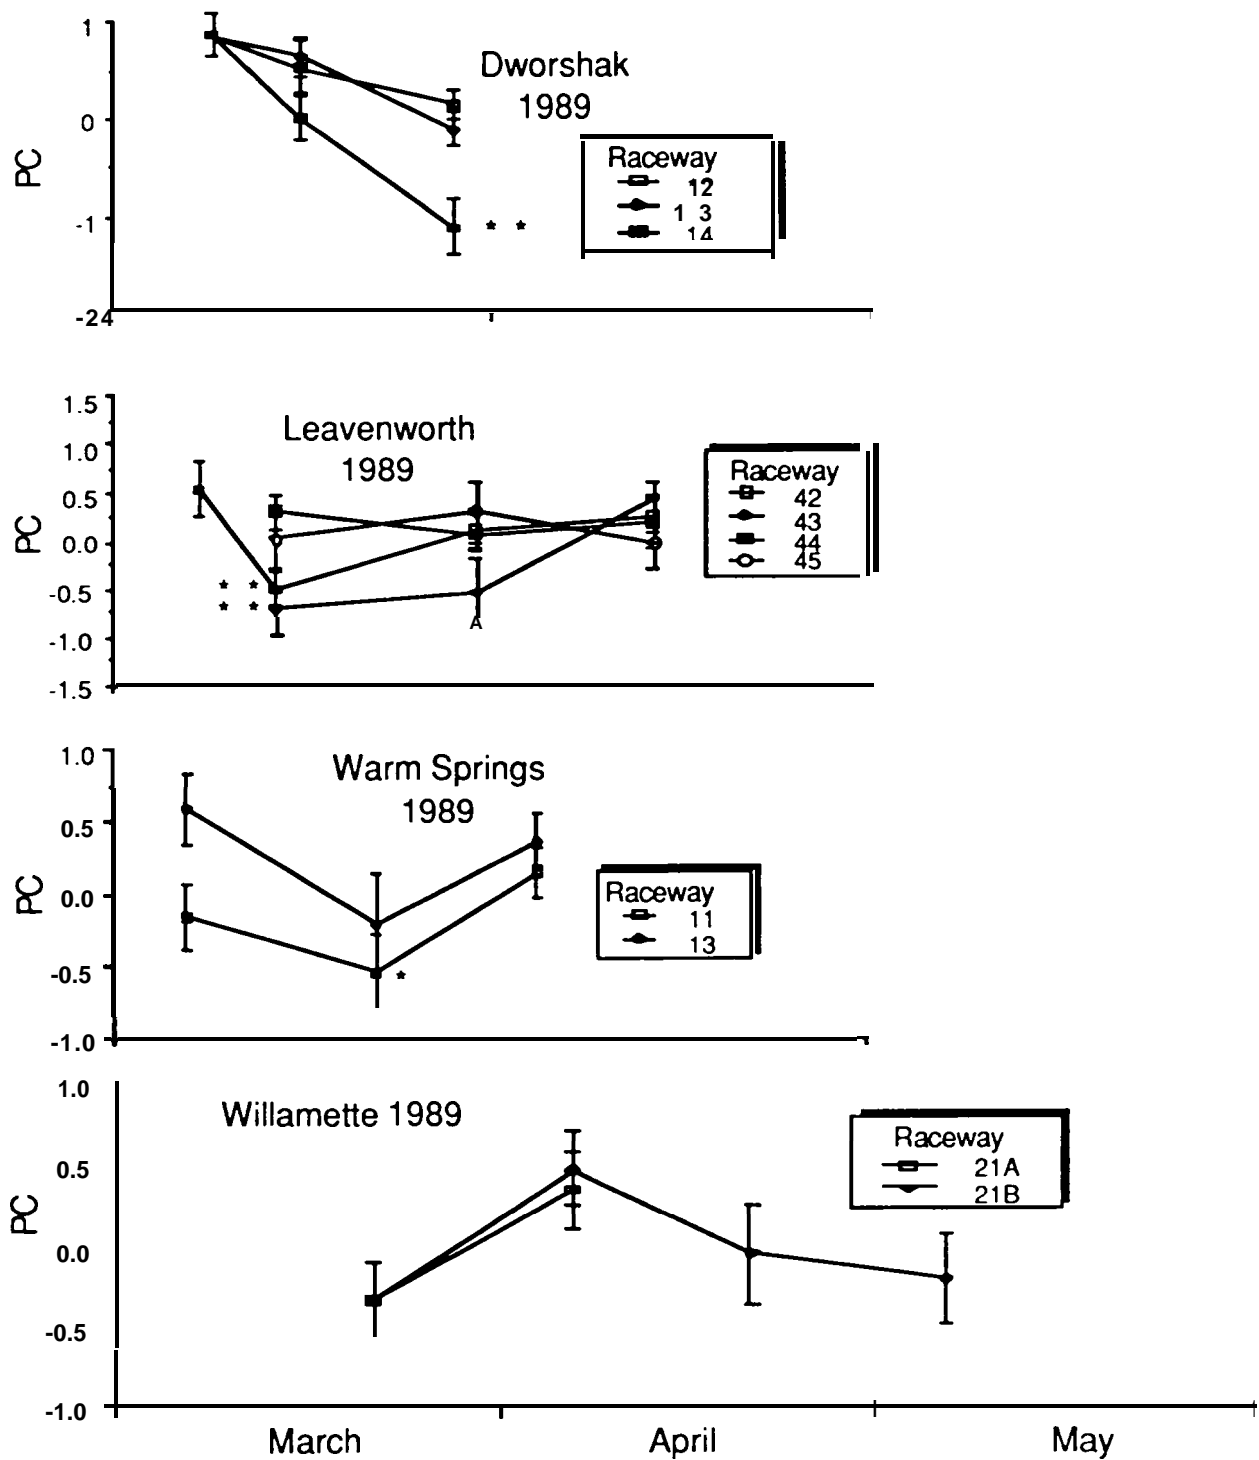 1
Dworshak
1989
0
PC
-1
-24
* *
Raceway
12
1 3
14
1.5
1.0
0.5
0.0
-0.5
-1.0
-1.5
PC
Leavenworth
1989
* *
* *
A
Raceway
42
43
44
45
1.0
0.5
0.0
-0.5
-1.0
PC
Warm Springs
1989
*
Raceway
11
13
1.0
0.5
0.0
-0.5
-1.0
PC
Willamette 1989
Raceway
21A
21B
March April May